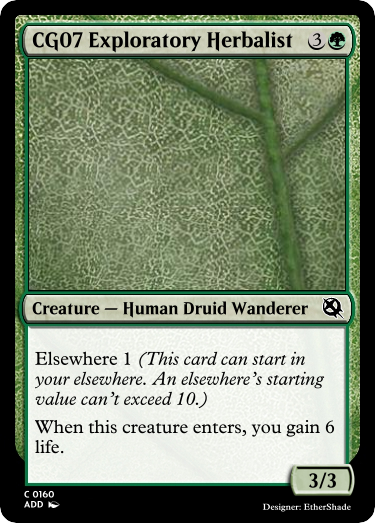 CG07 Exploratory Herbalist 3
Creature — Human Druid Wanderer
Elsewhere 1 (This card can start in
your elsewhere. An elsewhere's starting
value can't exceed 10.)
When this creature enters, you gain 6
life.
3/3
C 0160
ADD
Designer: EtherShade